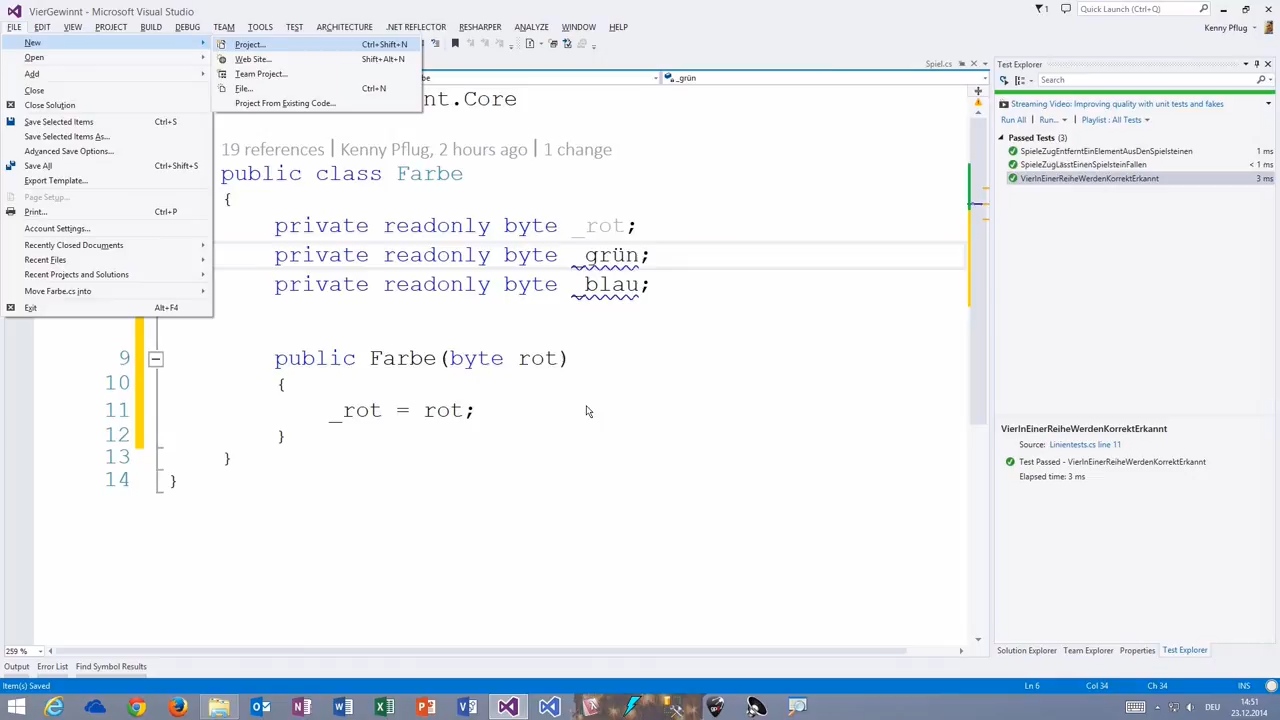 VierGewinnt - Microsoft Visual Studio
1
Quick Launch (Ctrl+Q)
FILE EDIT VIEW PROJECT BUILD DEBUG TEAM TOOLS TEST ARCHITECTURE .NET REFLECTOR RESHARPER ANALYZE WINDOW HELP
Kenny Pflug
New
Open
Add
Close
Close Solution
Save Selected Items Ctrl+S
Save Selected Items As...
Advanced Save Options...
Save All Ctrl+Shift+S
Export Template...
Page Setup...
Print... Ctrl+P
Account Settings...
Recently Closed Documents
Recent Files
Recent Projects and Solutions
Move Farbe.cs into
Exit Alt+F4
Project... Ctrl+Shift+N
Web Site... Shift+Alt+N
Team Project...
File... Ctrl+N
Project From Existing Code...
Spiel.cs
_grün
19 references | Kenny Pflug, 2 hours ago | 1 change
public class Farbe
{
private readonly byte _rot;
private readonly byte _grün;
private readonly byte _blau;
9 public Farbe(byte rot)
10 {
11 _rot = rot;
12 }
13 }
14 }
259 %
Test Explorer
Search
Streaming Video: Improving quality with unit tests and fakes
Run All Run... Playlist : All Tests
Passed Tests (3)
SpieleZugEntferntEinElementAusDenSpielsteinen 1 ms
SpieleZugLässtEinenSpielsteinFallen < 1 ms
VierInEinerReiheWerdenKorrektErkannt 3 ms
VierInEinerReiheWerdenKorrektErkannt
Source: Linientests.cs line 11
Test Passed - VierInEinerReiheWerdenKorrektErkannt
Elapsed time: 3 ms
Solution Explorer Team Explorer Properties Test Explorer
Output Error List Find Symbol Results
Item(s) Saved Ln 6 Col 34 Ch 34 INS
DEU
14:51
23.12.2014